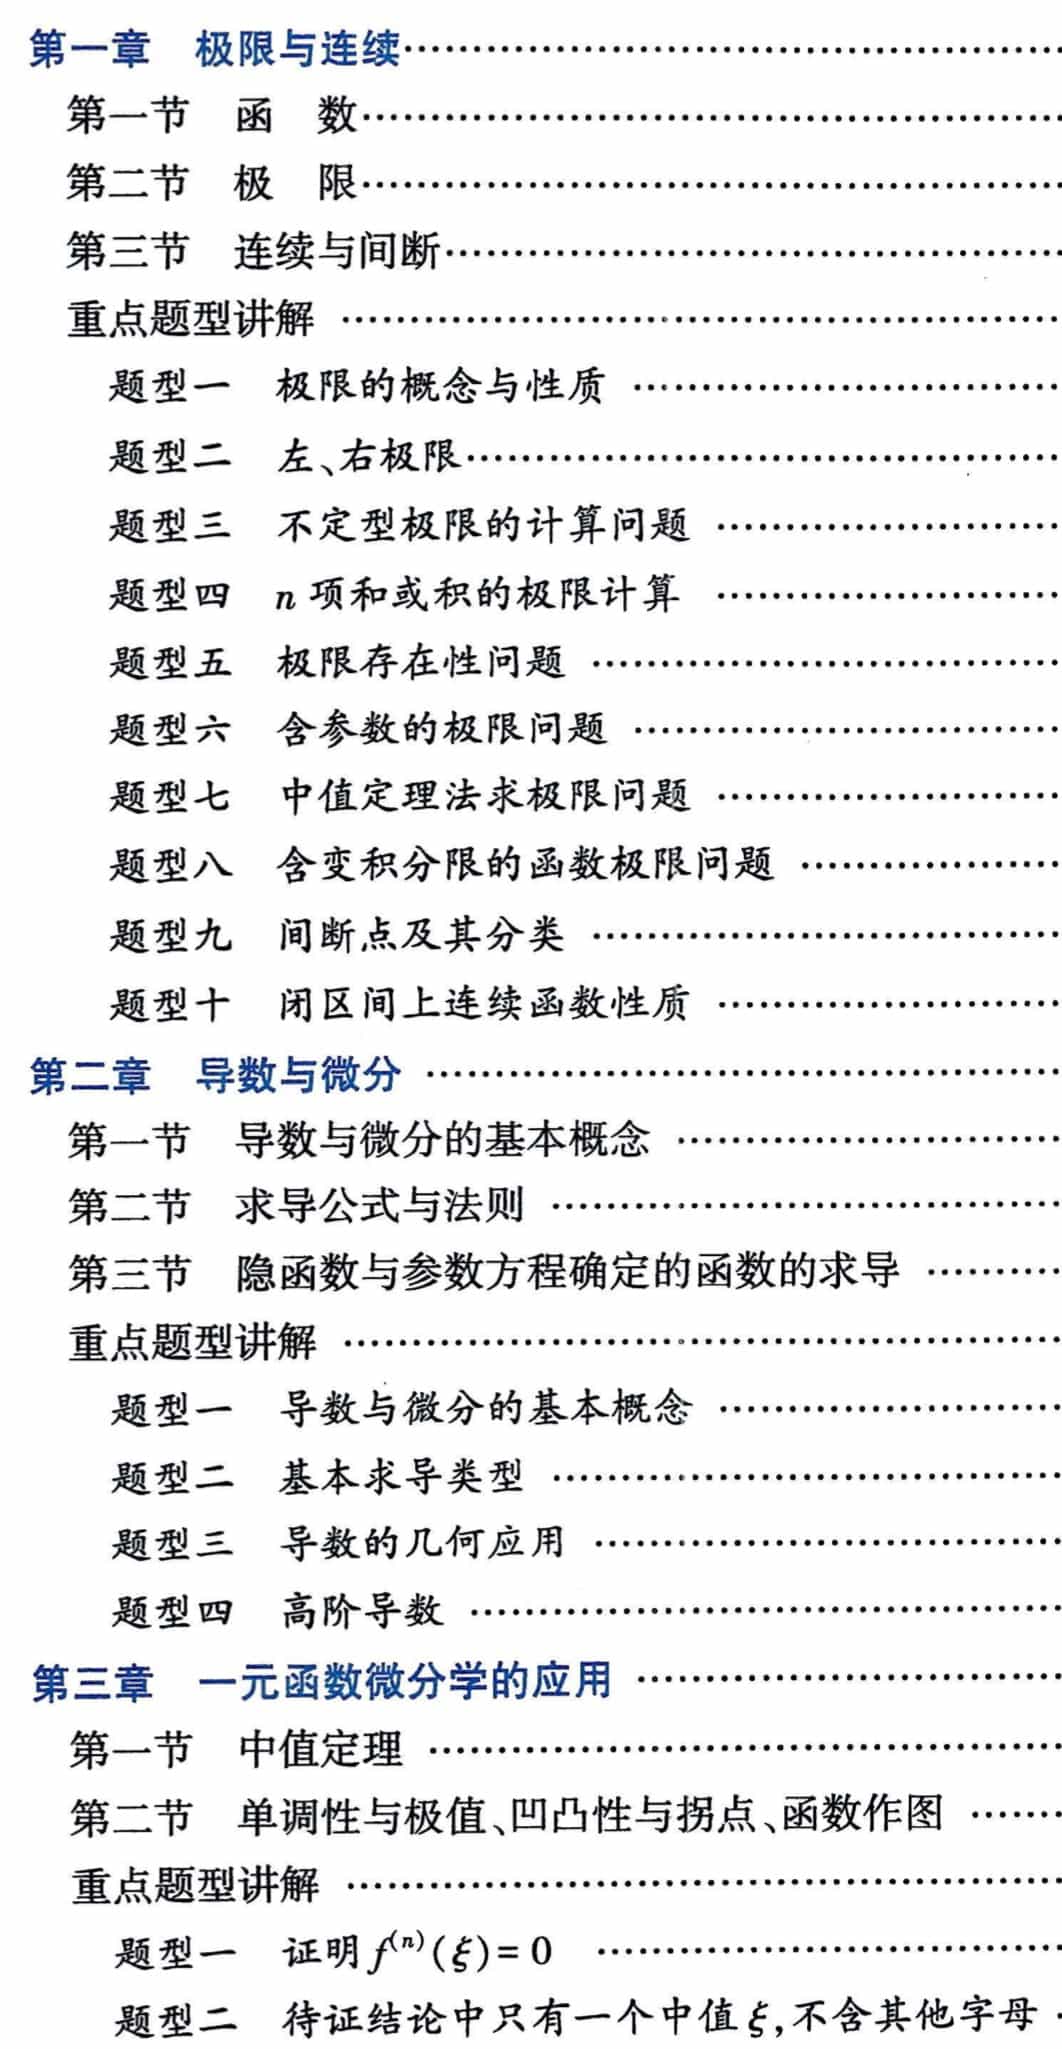 第一章 极限与连续……………………………
第一节 函 数……………………………
第二节 极 限……………………………
第三节 连续与间断……………………………
重点题型讲解 ……………………………
题型一 极限的概念与性质 ……………………………
题型二 左、右极限……………………………
题型三 不定型极限的计算问题 ……………………………
题型四 n 项和或积的极限计算 ……………………………
题型五 极限存在性问题 ……………………………
题型六 含参数的极限问题 ……………………………
题型七 中值定理法求极限问题 ……………………………
题型八 含变积分限的函数极限问题 ……………………………
题型九 间断点及其分类 ……………………………
题型十 闭区间上连续函数性质 ……………………………
第二章 导数与微分 ……………………………
第一节 导数与微分的基本概念 ……………………………
第二节 求导公式与法则 ……………………………
第三节 隐函数与参数方程确定的函数的求导 …………
重点题型讲解 ……………………………
题型一 导数与微分的基本概念 ……………………………
题型二 基本求导类型 ……………………………
题型三 导数的几何应用 ……………………………
题型四 高阶导数 ……………………………
第三章 一元函数微分学的应用 ……………………………
第一节 中值定理 ……………………………
第二节 单调性与极值、凹凸性与拐点、函数作图 ……
重点题型讲解 ……………………………
题型一 证明 f⁽ⁿ⁾(ξ)=0 ……………………………
题型二 待证结论中只有一个中值 ξ,不含其他字母 ·